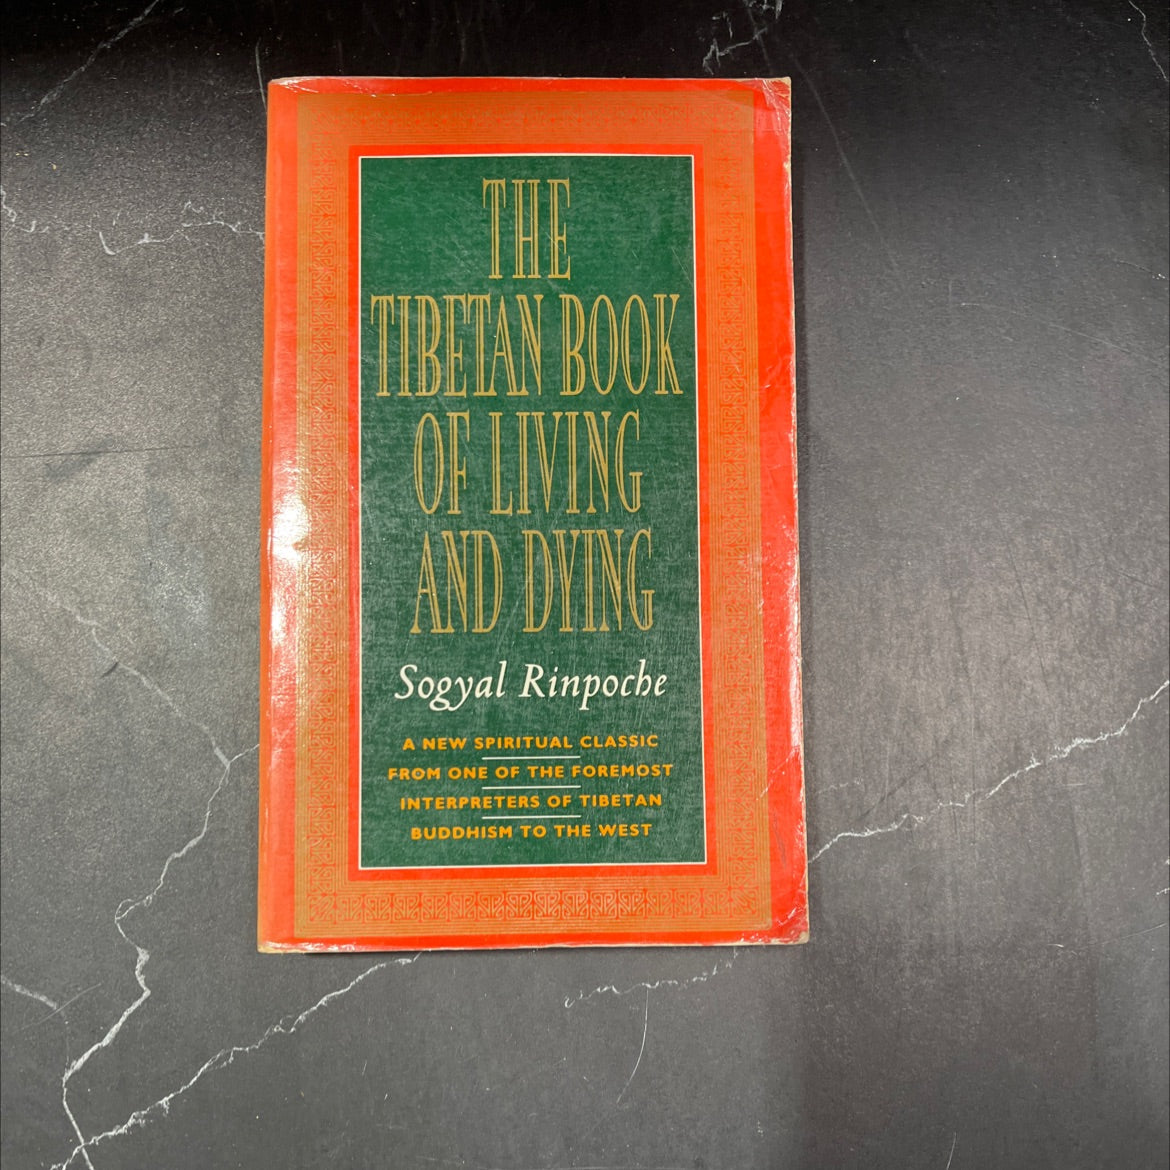 THE
TIBETAN BOOK
OF LIVING
AND DYING
Sogyal Rinpoche
A NEW SPIRITUAL CLASSIC
FROM ONE OF THE FOREMOST
INTERPRETERS OF TIBETAN
BUDDHISM TO THE WEST